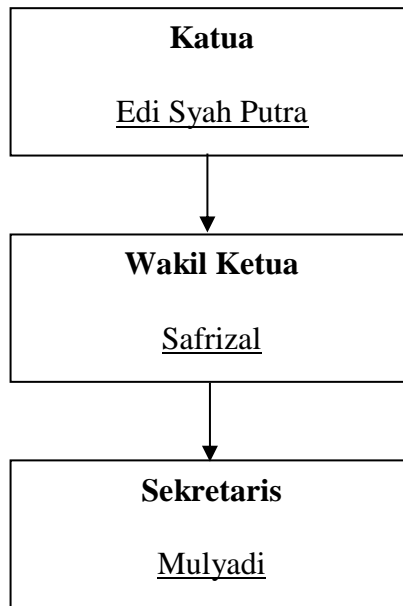 Katua
Edi Syah Putra
Wakil Ketua
Safrizal
Sekretaris
Mulyadi